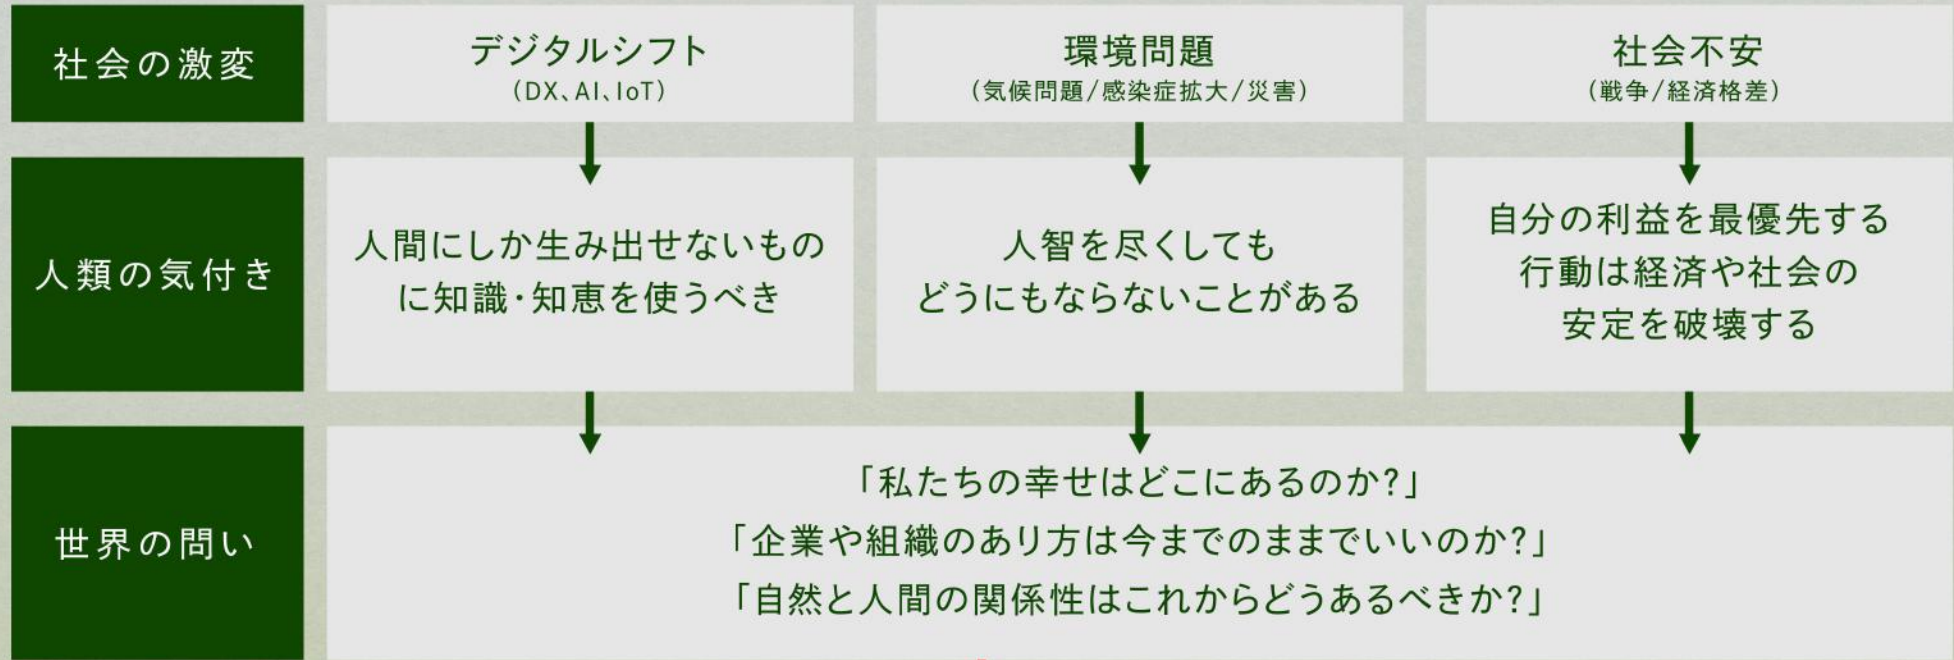 社会の激変
デジタルシフト
(DX、AI、IoT)
環境問題
(気候問題/感染症拡大/災害)
社会不安
(戦争/経済格差)
人類の気付き
人間にしか生み出せないもの
に知識・知恵を使うべき
人智を尽くしても
どうにもならないことがある
自分の利益を最優先する
行動は経済や社会の
安定を破壊する
世界の問い
「私たちの幸せはどこにあるのか?」
「企業や組織のあり方は今までのままでいいのか?」
「自然と人間の関係性はこれからどうあるべきか?」